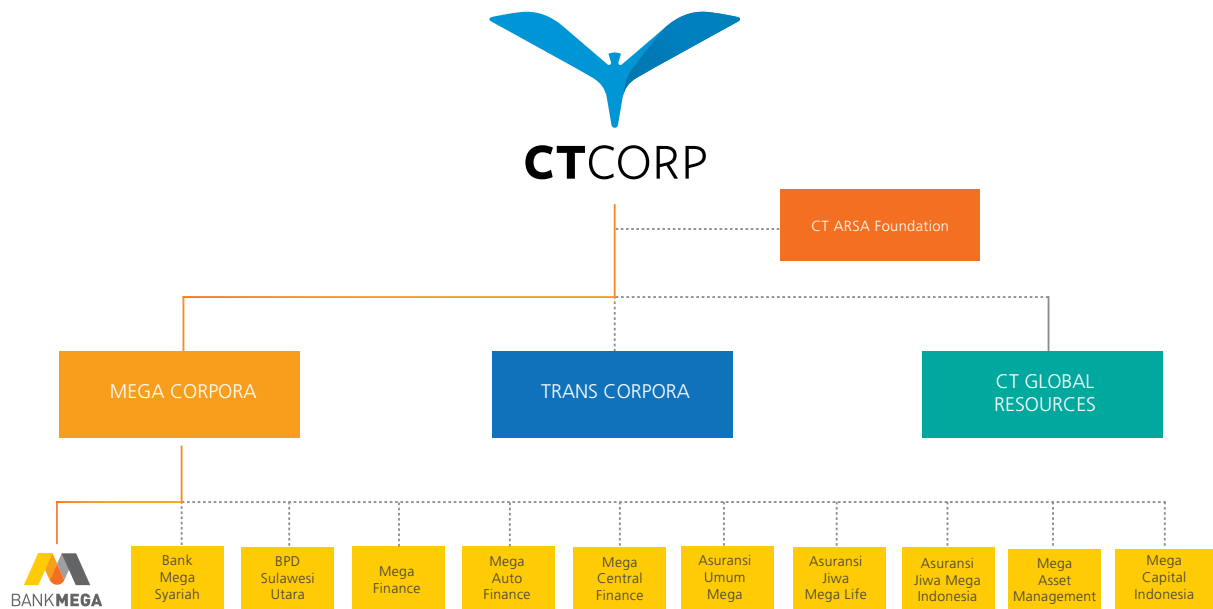 CTCORP
CT ARSA Foundation
MEGA CORPORA
TRANS CORPORA
CT GLOBAL
RESOURCES
BANKMEGA
Bank
Mega
Syariah
BPD
Sulawesi
Utara
Mega
Finance
Mega
Auto
Finance
Mega
Central
Finance
Asuransi
Umum
Mega
Asuransi
Jiwa
Mega Life
Asuransi
Jiwa Mega
Indonesia
Mega
Asset
Management
Mega
Capital
Indonesia